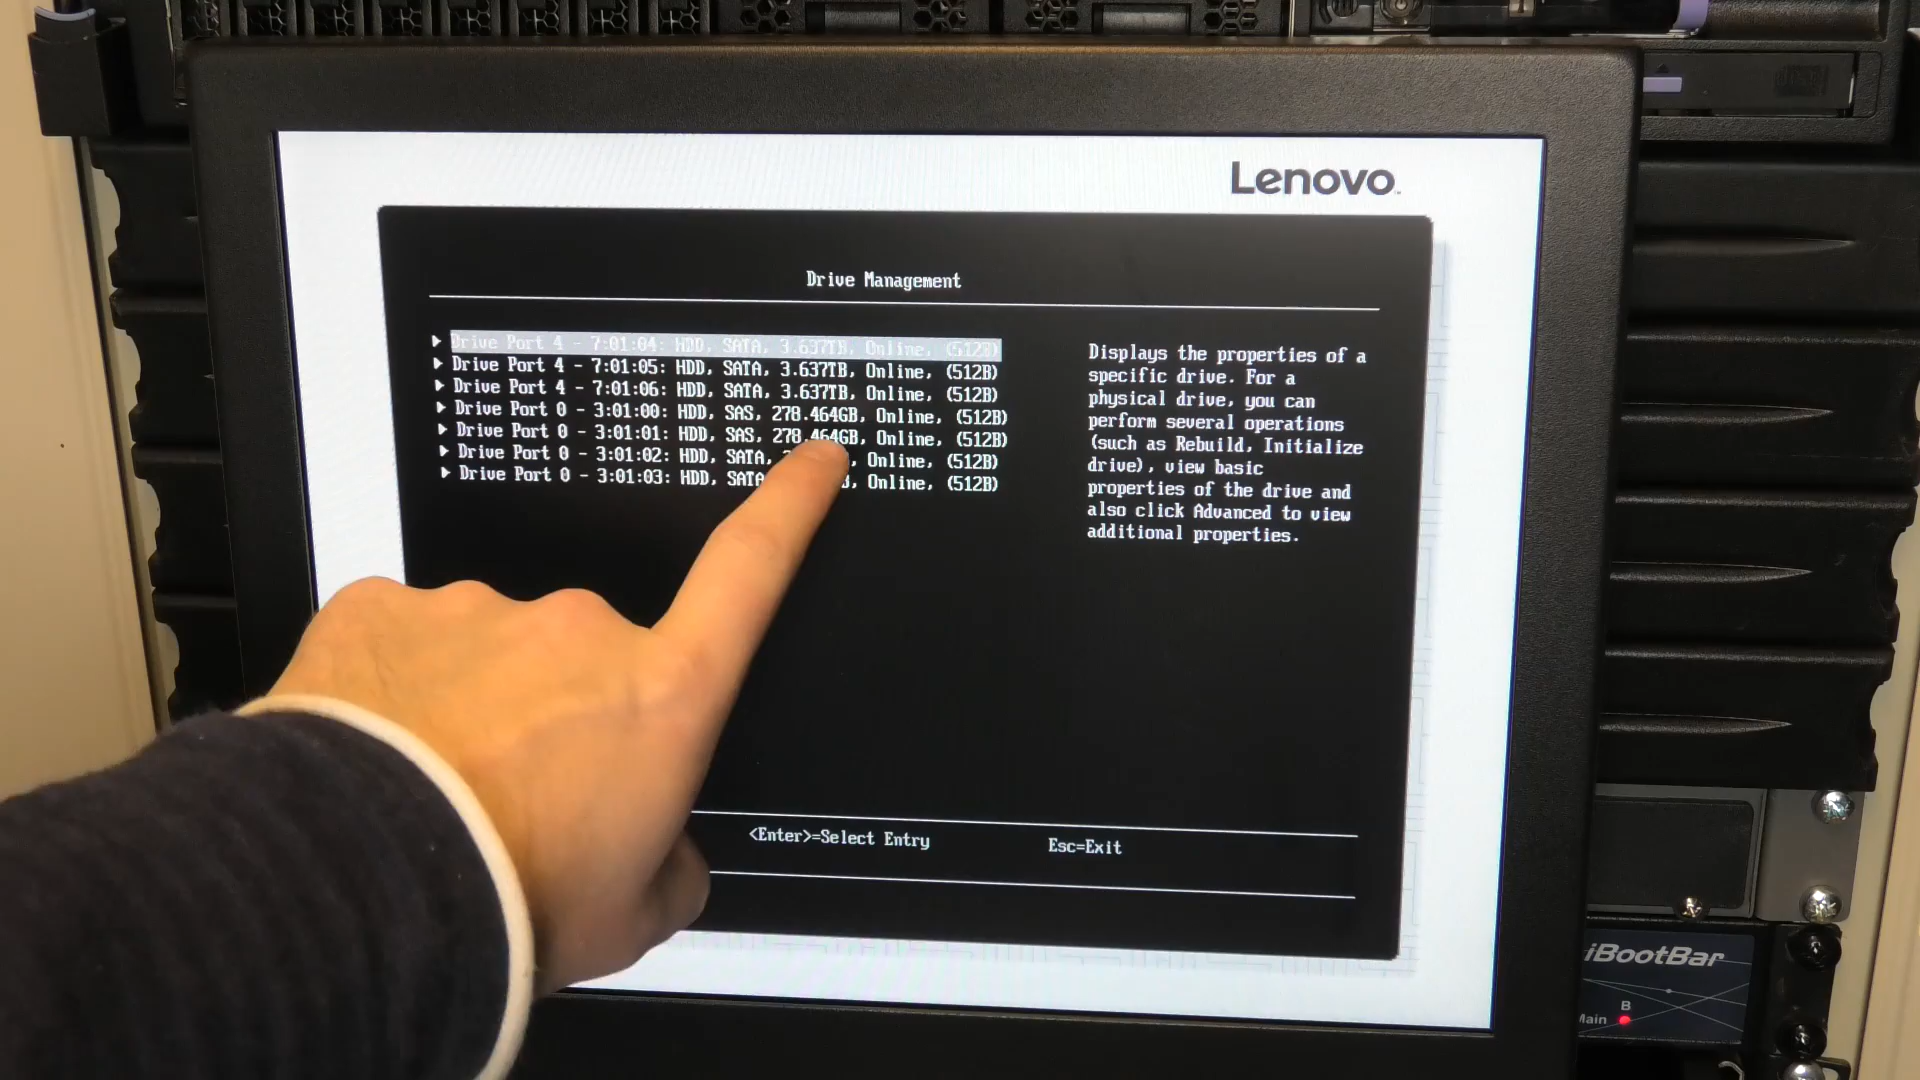 Lenovo
Drive Management
Drive Port 4 - 7:01:04: HDD, SATA, 3.637TB, Online, (512B)
Drive Port 4 - 7:01:05: HDD, SATA, 3.637TB, Online, (512B)
Drive Port 4 - 7:01:06: HDD, SATA, 3.637TB, Online, (512B)
Drive Port 0 - 3:01:00: HDD, SAS, 278.464GB, Online, (512B)
Drive Port 0 - 3:01:01: HDD, SAS, 278.464GB, Online, (512B)
Drive Port 0 - 3:01:02: HDD, SATA, Online, (512B)
Drive Port 0 - 3:01:03: HDD, SATA, Online, (512B)
Displays the properties of a
specific drive. For a
physical drive, you can
perform several operations
(such as Rebuild, Initialize
drive), view basic
properties of the drive and
also click Advanced to view
additional properties.
<Enter>=Select Entry
Esc=Exit
iBootBar
B
Main